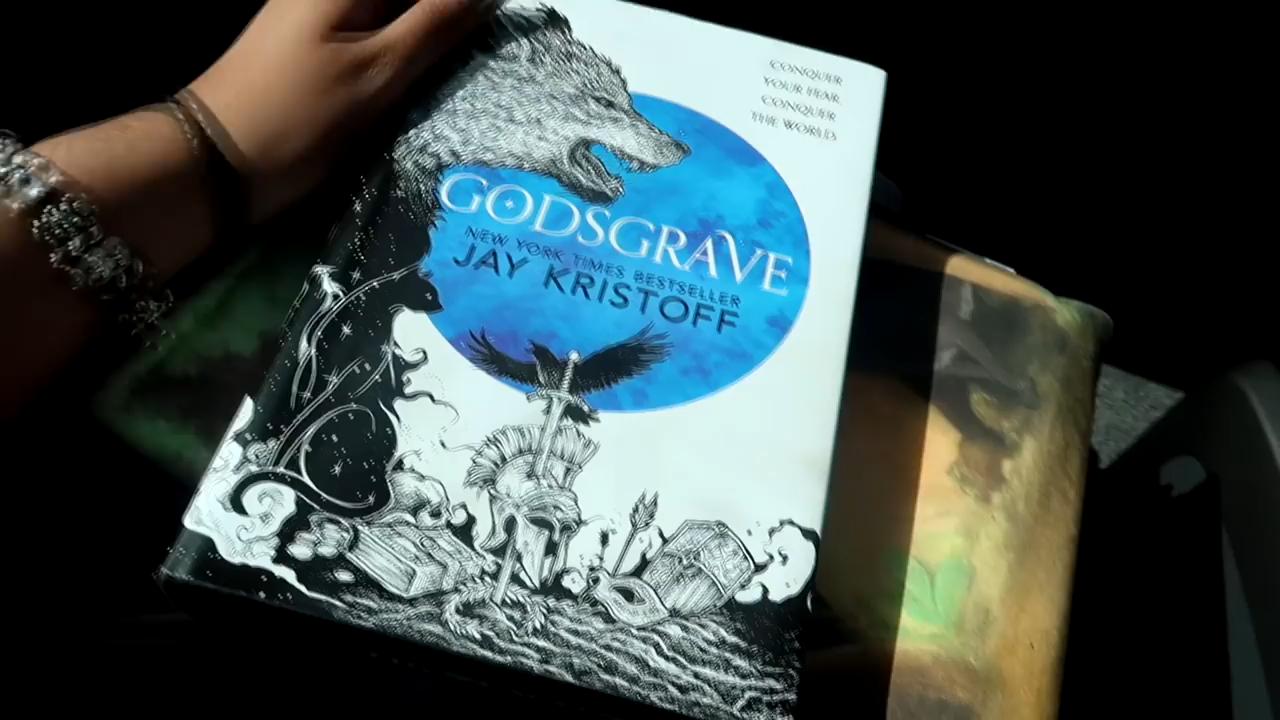 CONQUER
YOUR FEAR,
CONQUER
THE WORLD
GODSGRAVE
NEW YORK TIMES BESTSELLER
JAY KRISTOFF